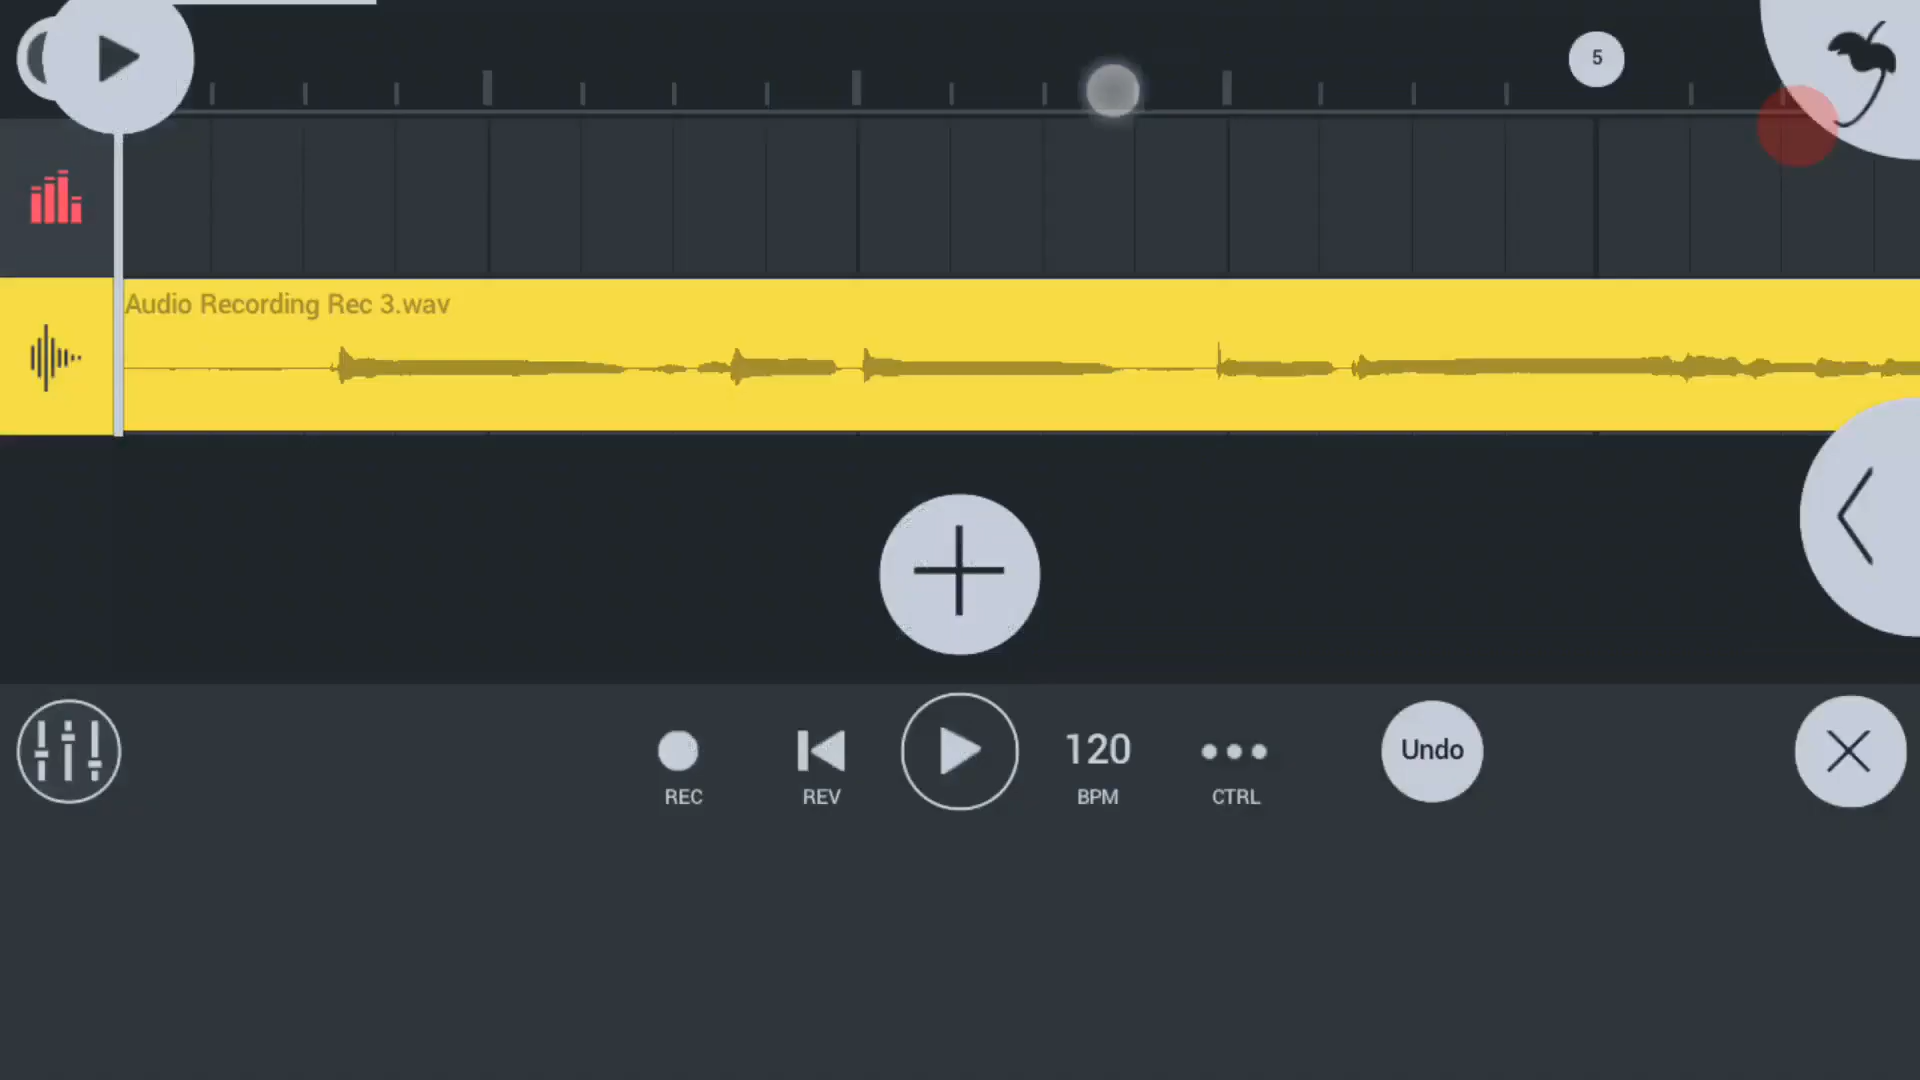 5
Audio Recording Rec 3.wav
120
Undo
REC
REV
BPM
CTRL